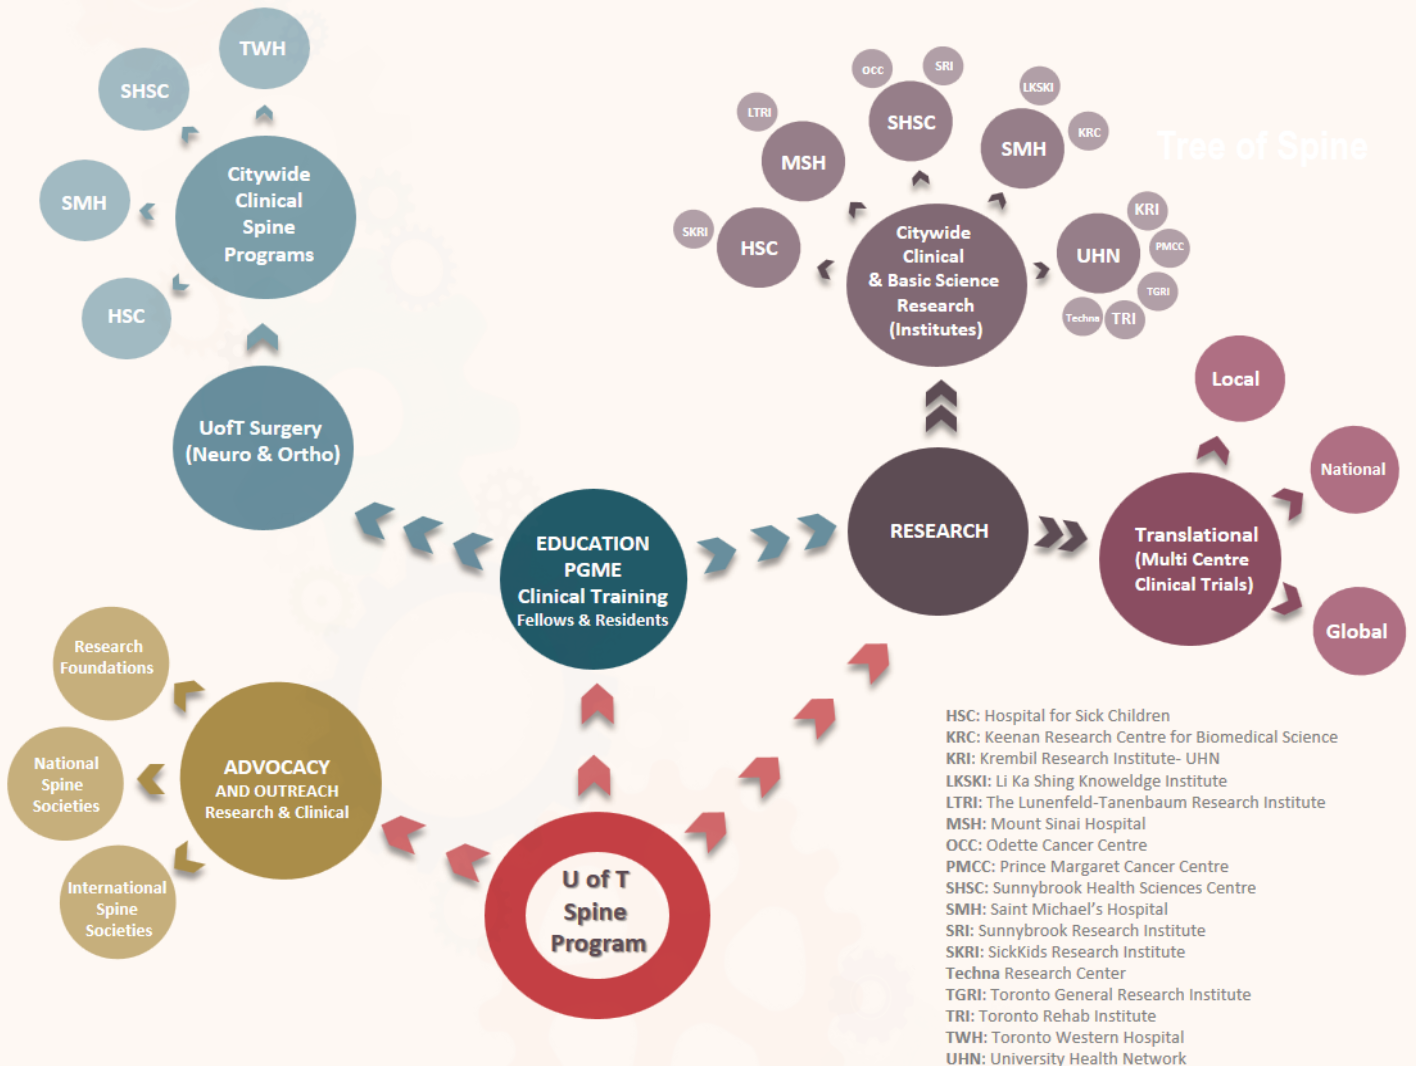 Tree of Spine
TWH
SHSC
SMH
HSC
Citywide
Clinical
Spine
Programs
UofT Surgery
(Neuro & Ortho)
OCC
SRI
LKSKI
LTRI
SHSC
KRC
MSH
SMH
SKRI
HSC
KRI
UHN
PMCC
TGRI
Techna
TRI
Citywide
Clinical
& Basic Science
Research
(Institutes)
Local
National
Global
Translational
(Multi Centre
Clinical Trials)
RESEARCH
EDUCATION
PGME
Clinical Training
Fellows & Residents
Research
Foundations
National
Spine
Societies
International
Spine
Societies
ADVOCACY
AND OUTREACH
Research & Clinical
U of T
Spine
Program
HSC: Hospital for Sick Children
KRC: Keenan Research Centre for Biomedical Science
KRI: Krembil Research Institute- UHN
LKSKI: Li Ka Shing Knoweldge Institute
LTRI: The Lunenfeld-Tanenbaum Research Institute
MSH: Mount Sinai Hospital
OCC: Odette Cancer Centre
PMCC: Prince Margaret Cancer Centre
SHSC: Sunnybrook Health Sciences Centre
SMH: Saint Michael's Hospital
SRI: Sunnybrook Research Institute
SKRI: SickKids Research Institute
Techna Research Center
TGRI: Toronto General Research Institute
TRI: Toronto Rehab Institute
TWH: Toronto Western Hospital
UHN: University Health Network